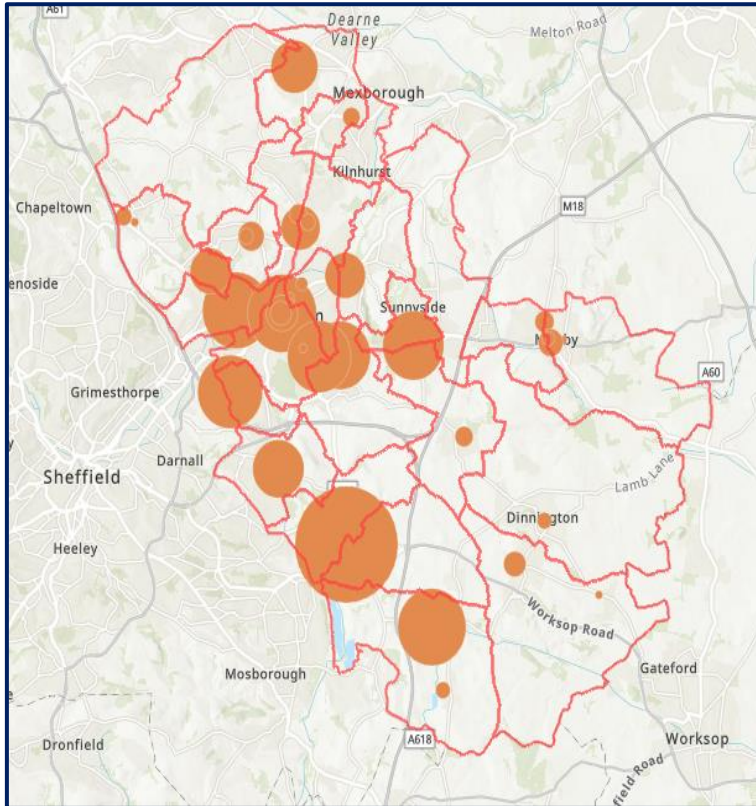 A61
Dearne
Valley
Melton Road
Mexborough
Kilnhurst
Chapeltown
M18
enoside
Sunnyside
A60
Grimesthorpe
Darnall
Lamb Lane
Sheffield
Dinnington
Heeley
Worksop Road
Mosborough
Gateford
Dronfield
A618
Worksop
field Road